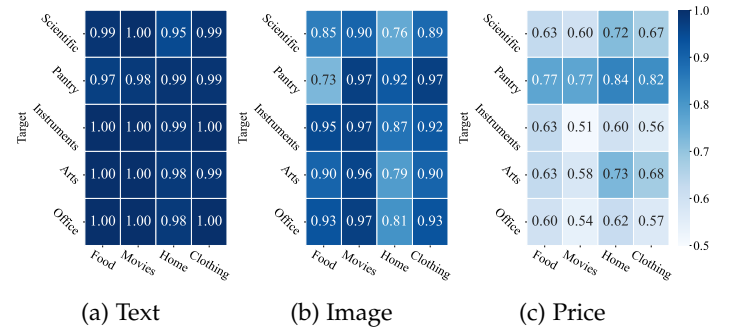 Target
Scientific
0.99 1.00 0.95 0.99
Pantry
0.97 0.98 0.99 0.99
Instruments
1.00 1.00 0.99 1.00
Arts
1.00 1.00 0.98 0.99
Office
1.00 1.00 0.98 1.00
Food Movies Home Clothing
(a) Text
Target
Scientific
0.85 0.90 0.76 0.89
Pantry
0.73 0.97 0.92 0.97
Instruments
0.95 0.97 0.87 0.92
Arts
0.90 0.96 0.79 0.90
Office
0.93 0.97 0.81 0.93
Food Movies Home Clothing
(b) Image
Target
Scientific
0.63 0.60 0.72 0.67
Pantry
0.77 0.77 0.84 0.82
Instruments
0.63 0.51 0.60 0.56
Arts
0.63 0.58 0.73 0.68
Office
0.60 0.54 0.62 0.57
Food Movies Home Clothing
(c) Price
1.0
0.9
0.8
0.7
0.6
0.5